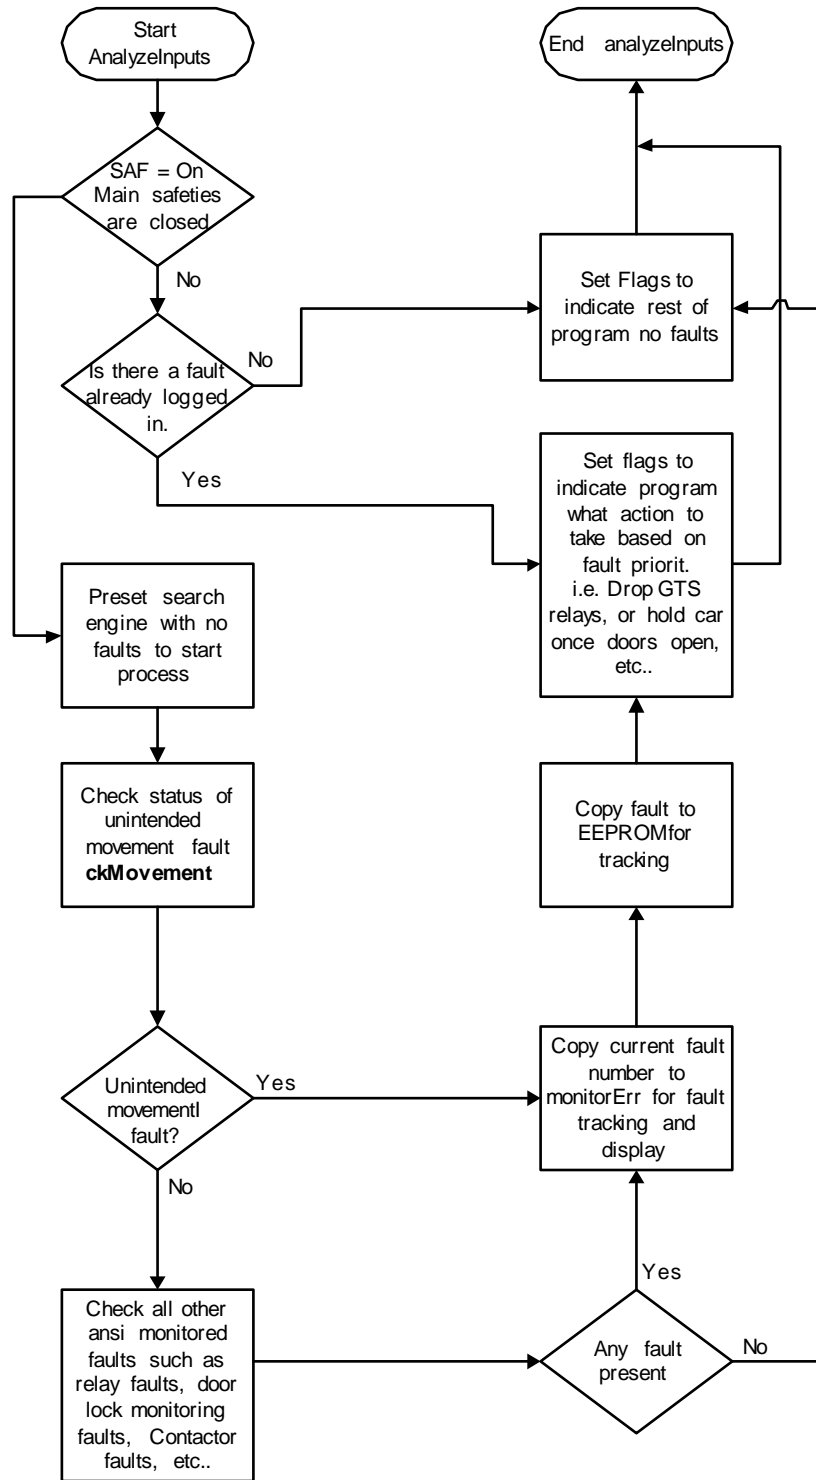 Start
AnalyzeInputs
SAF = On
Main safeties
are closed
No
Is there a fault
already logged
in.
No
Yes
Preset search
engine with no
faults to start
process
Check status of
unintended
movement fault
ckMovement
Unintended
movementl
fault?
Yes
No
Check all other
ansi monitored
faults such as
relay faults, door
lock monitoring
faults, Contactor
faults, etc..
Any fault
present
Yes
No
Copy current fault
number to
monitorErr for fault
tracking and
display
Copy fault to
EEPROMfor
tracking
Set flags to
indicate program
what action to
take based on
fault priorit.
i.e. Drop GTS
relays, or hold car
once doors open,
etc..
Set Flags to
indicate rest of
program no faults
End analyzeInputs